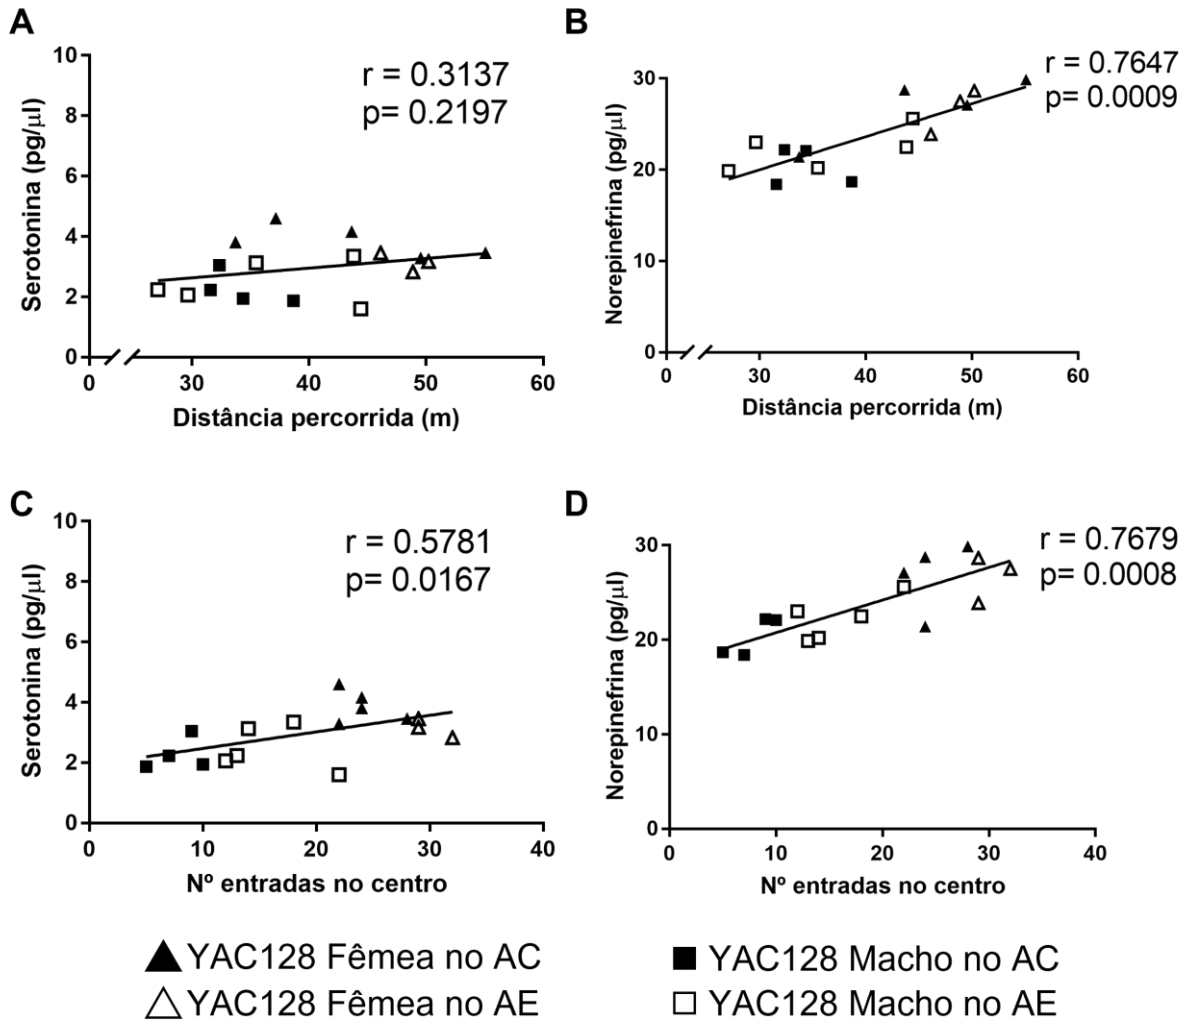 A
Serotonina (pg/µl)
10
8
6
4
2
0
r = 0.3137
p= 0.2197
0 30 40 50 60
Distância percorrida (m)
B
Norepinefrina (pg/µl)
30
20
10
0
r = 0.7647
p= 0.0009
0 30 40 50 60
Distância percorrida (m)
C
Serotonina (pg/µl)
10
8
6
4
2
0
r = 0.5781
p= 0.0167
0 10 20 30 40
Nº entradas no centro
D
Norepinefrina (pg/µl)
30
20
10
0
r = 0.7679
p= 0.0008
0 10 20 30 40
Nº entradas no centro
YAC128 Fêmea no AC
YAC128 Fêmea no AE
YAC128 Macho no AC
YAC128 Macho no AE